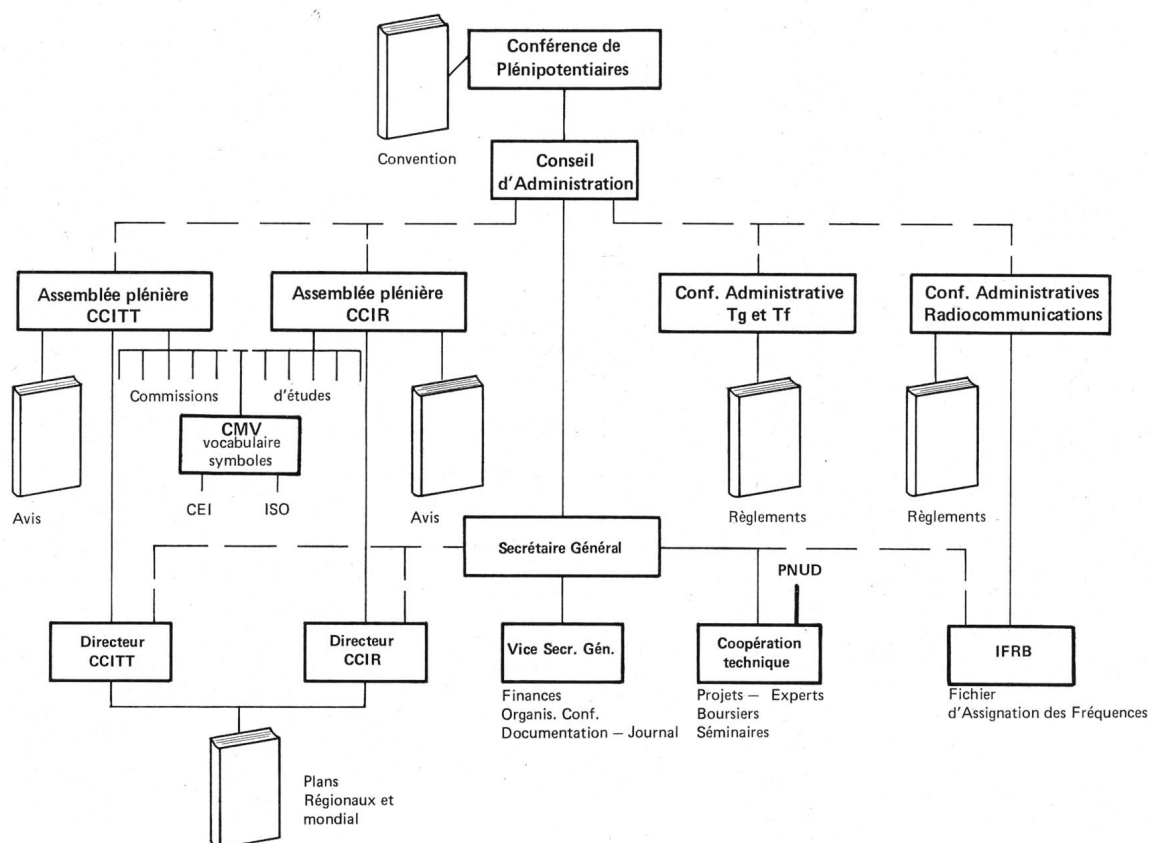 Conférence de
Plénipotentiaires
Convention
Conseil
d'Administration
Assemblée plénière
CCITT
Assemblée plénière
CCIR
Conf. Administrative
Tg et Tf
Conf. Administratives
Radiocommunications
Commissions
d'études
CMV
vocabulaire
symboles
CEI
ISO
Avis
Avis
Règlements
Règlements
Secrétaire Général
PNUD
Directeur
CCITT
Directeur
CCIR
Vice Secr. Gén.
Coopération
technique
IFRB
Finances
Organis. Conf.
Documentation — Journal
Projets — Experts
Boursiers
Séminaires
Fichier
d'Assignation des Fréquences
Plans
Régionaux et
mondial